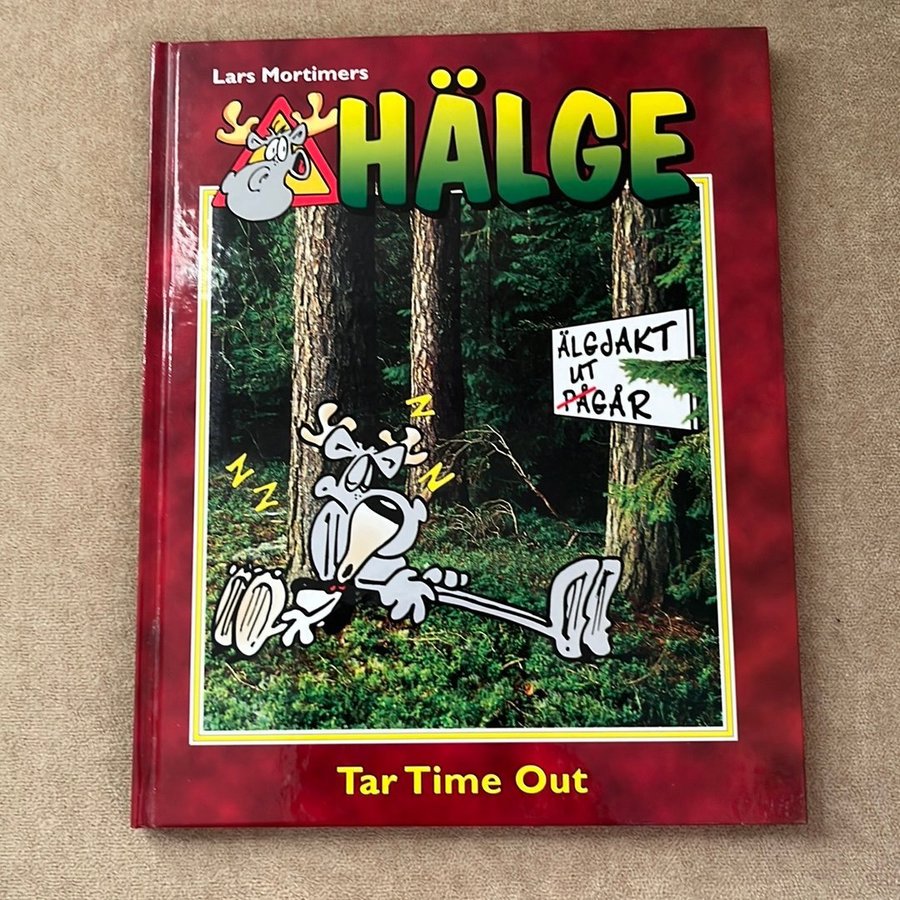 Lars Mortimers
HÄLGE
ÄLGJAKT
UT
PÅGÅR
Z
Z
Z
Z
Tar Time Out